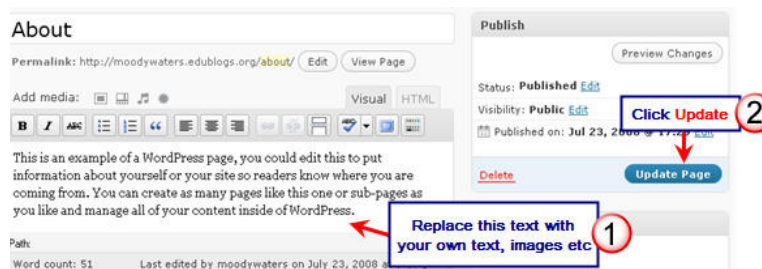 About
Permalink: http://moodywaters.edublogs.org/about/ Edit View Page
Add media: Visual HTML
B I ABC
This is an example of a WordPress page, you could edit this to put
information about yourself or your site so readers know where you are
coming from. You can create as many pages like this one or sub-pages as
you like and manage all of your content inside of WordPress.
Path:
Word count: 51 Last edited by moodywaters on July 23, 2008 at
Publish
Preview Changes
Status: Published Edit
Visibility: Public Edit
Published on: Jul 23, 2008 @ 17:29 Edit
Delete Update Page
Click Update 2
Replace this text with
your own text, images etc 1